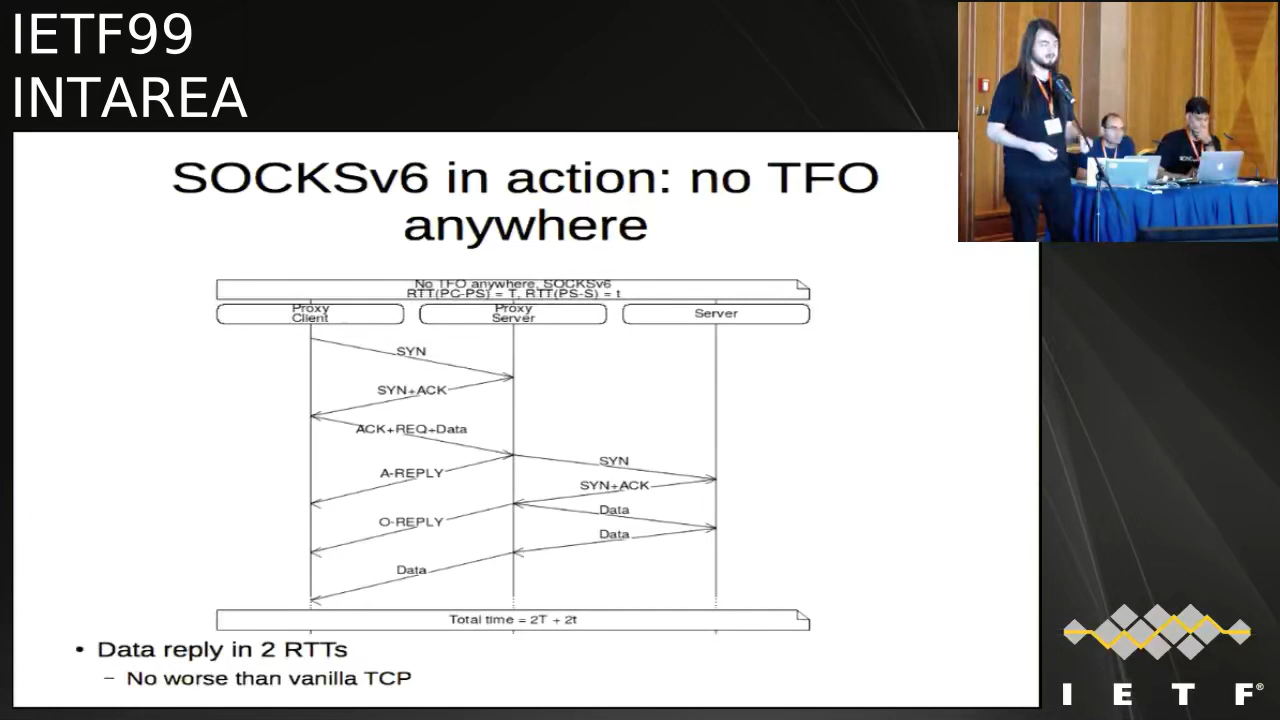 IETF99
INTAREA
SOCKSv6 in action: no TFO
anywhere
No TFO anywhere, SOCKSv6
RTT(PC-PS) = T, RTT(PS-S) = t
Proxy
Client
Proxy
Server
Server
SYN
SYN+ACK
ACK+REQ+Data
SYN
A-REPLY
SYN+ACK
Data
O-REPLY
Data
Data
Total time = 2T + 2t
• Data reply in 2 RTTs
– No worse than vanilla TCP
I E T F®